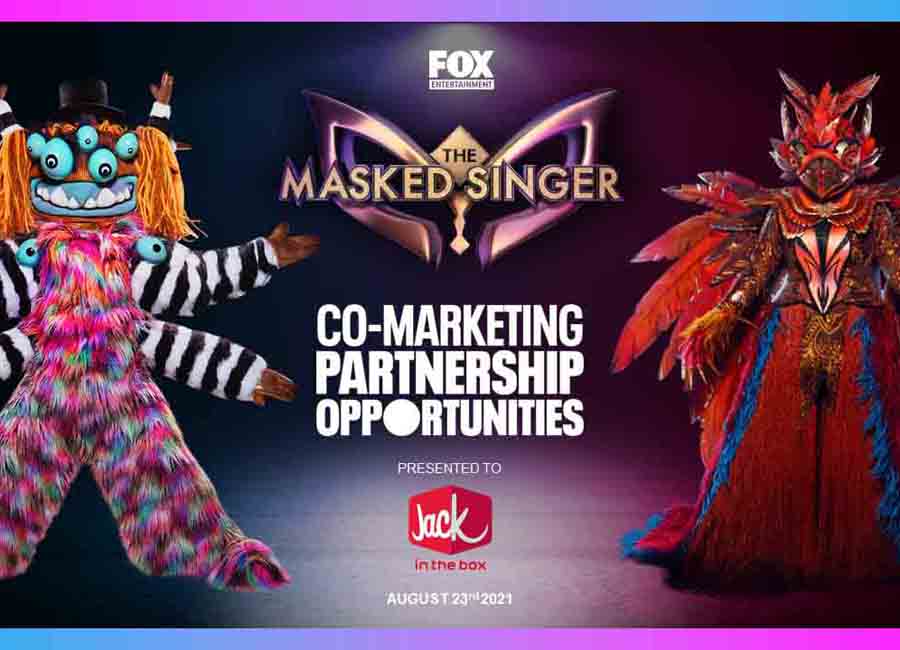 FOX
ENTERTAINMENT
THE
MASKED SINGER
CO-MARKETING
PARTNERSHIP
OPPORTUNITIES
PRESENTED TO
Jack
in the box
AUGUST 23rd 2021